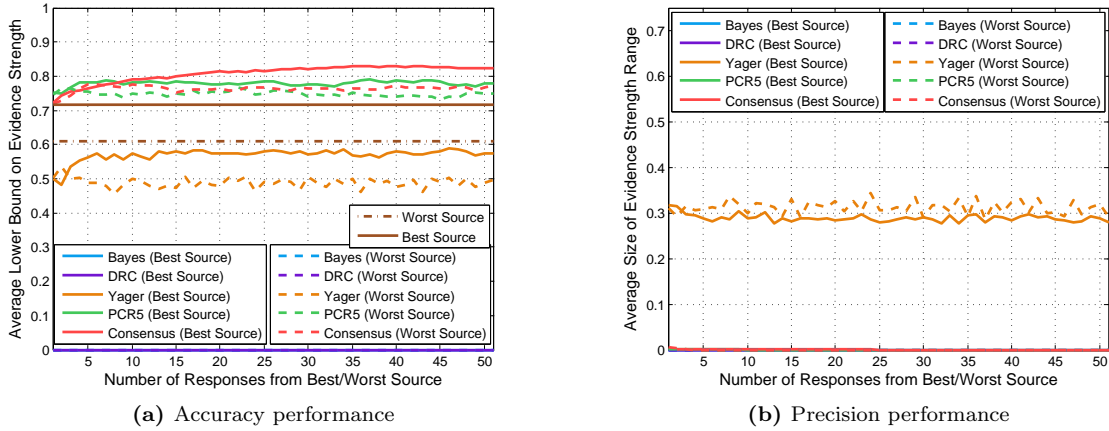 Average Lower Bound on Evidence Strength
1
0.9
0.8
0.7
0.6
0.5
0.4
0.3
0.2
0.1
0
Worst Source
Best Source
Bayes (Best Source)
DRC (Best Source)
Yager (Best Source)
PCR5 (Best Source)
Consensus (Best Source)
Bayes (Worst Source)
DRC (Worst Source)
Yager (Worst Source)
PCR5 (Worst Source)
Consensus (Worst Source)
5 10 15 20 25 30 35 40 45 50
Number of Responses from Best/Worst Source
(a) Accuracy performance
Average Size of Evidence Strength Range
0.7
0.6
0.5
0.4
0.3
0.2
0.1
0
Bayes (Best Source)
DRC (Best Source)
Yager (Best Source)
PCR5 (Best Source)
Consensus (Best Source)
Bayes (Worst Source)
DRC (Worst Source)
Yager (Worst Source)
PCR5 (Worst Source)
Consensus (Worst Source)
5 10 15 20 25 30 35 40 45 50
Number of Responses from Best/Worst Source
(b) Precision performance